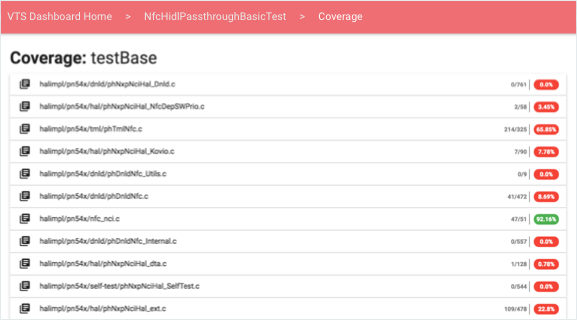 VTS Dashboard Home > NfcHidlPassthroughBasicTest > Coverage
Coverage: testBase
halimpl/pn54x/dnld/phNxpNciHal_Dnld.c 0/761 0.0%
halimpl/pn54x/hal/phNxpNciHal_NfcDepSWPrio.c 2/58 3.45%
halimpl/pn54x/tml/phTmlNfc.c 214/325 65.85%
halimpl/pn54x/hal/phNxpNciHal_Kovio.c 7/90 7.78%
halimpl/pn54x/dnld/phDnldNfc_Utils.c 0/9 0.0%
halimpl/pn54x/dnld/phDnldNfc.c 41/472 8.69%
halimpl/pn54x/nfc_nci.c 47/51 92.16%
halimpl/pn54x/dnld/phDnldNfc_Internal.c 0/557 0.0%
halimpl/pn54x/hal/phNxpNciHal_dta.c 1/128 0.78%
halimpl/pn54x/self-test/phNxpNciHal_SelfTest.c 0/544 0.0%
halimpl/pn54x/hal/phNxpNciHal_ext.c 109/478 22.8%